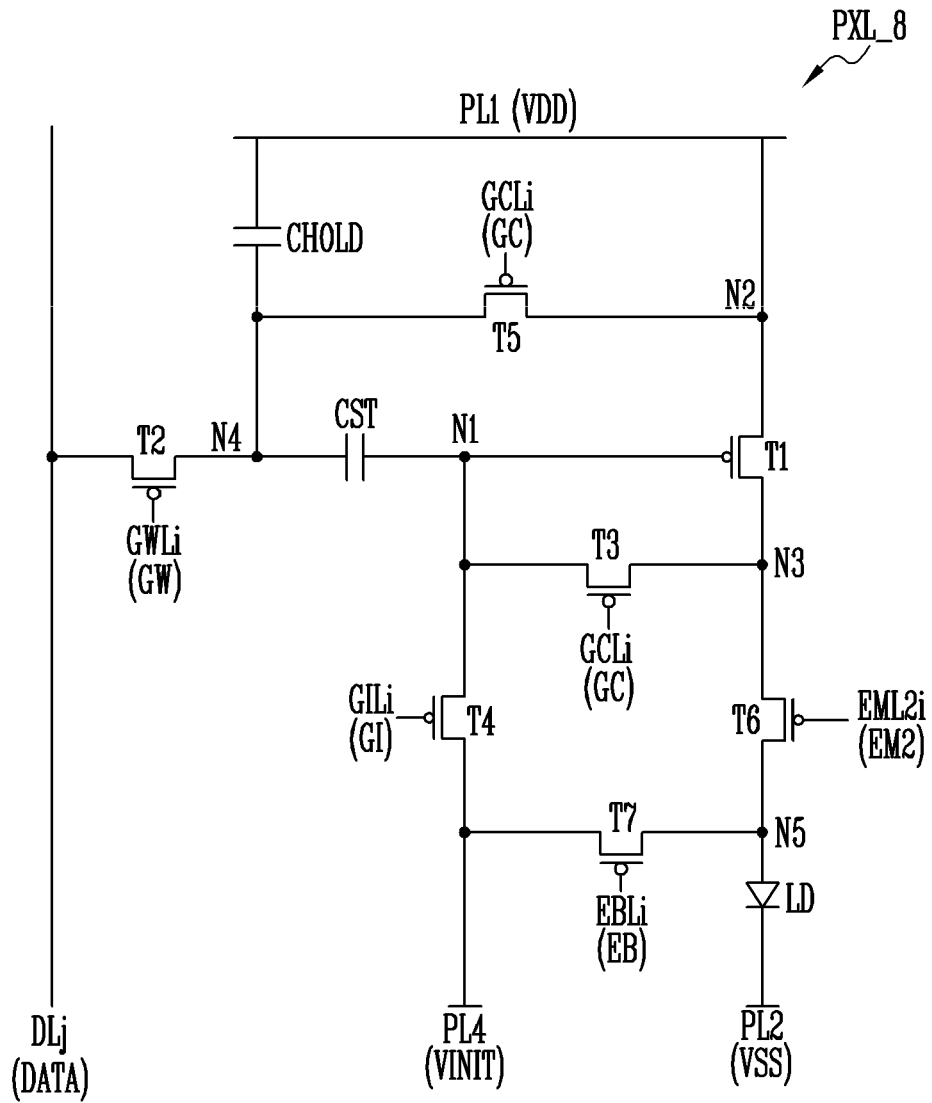 PXL_8
PL1 (VDD)
GCLi
(GC)
CHOLD
N2
T5
CST
T2
N4
N1
T1
GWLi
(GW)
T3
N3
GCLi
(GC)
GILi
(GI)
T4
T6
EML2i
(EM2)
T7
N5
EBLi
(EB)
LD
DLj
(DATA)
PL4
(VINIT)
PL2
(VSS)